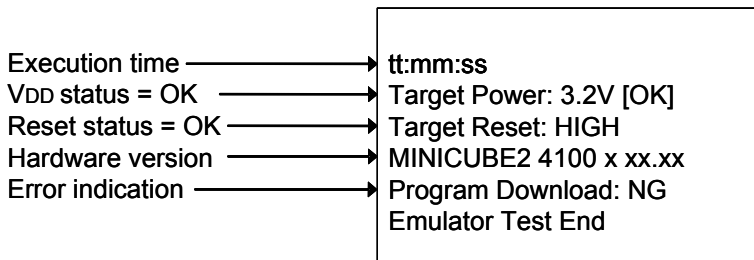 Execution time
tt:mm:ss
VDD status = OK
Target Power: 3.2V [OK]
Reset status = OK
Target Reset: HIGH
Hardware version
MINICUBE2 4100 x xx.xx
Error indication
Program Download: NG
Emulator Test End